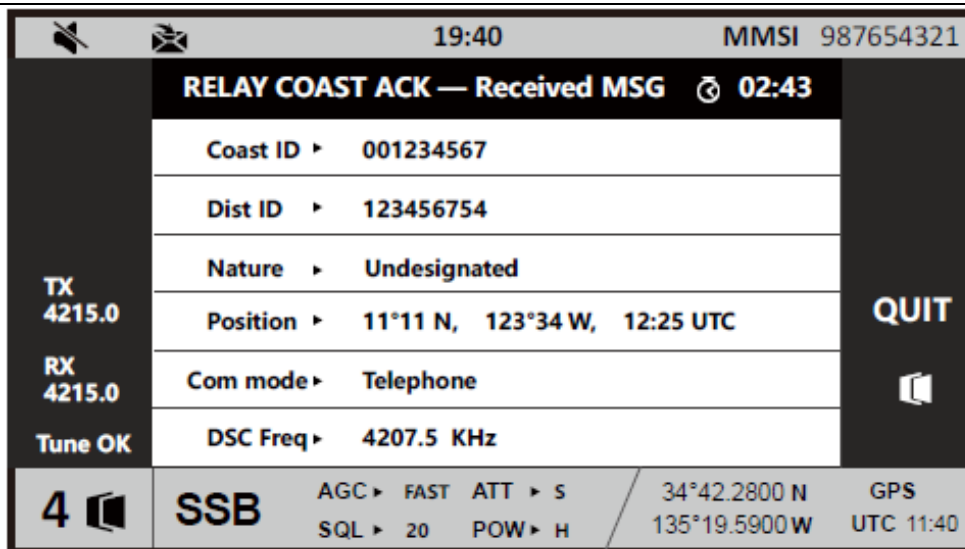 19:40 MMSI 987654321
RELAY COAST ACK — Received MSG 02:43
Coast ID ▸ 001234567
Dist ID ▸ 123456754
Nature ▸ Undesignated
Position ▸ 11°11 N, 123°34 W, 12:25 UTC
Com mode ▸ Telephone
DSC Freq ▸ 4207.5 KHz
TX
4215.0
RX
4215.0
Tune OK
QUIT
4 SSB
AGC ▸ FAST ATT ▸ S
SQL ▸ 20 POW ▸ H
34°42.2800 N
135°19.5900 W
GPS
UTC 11:40